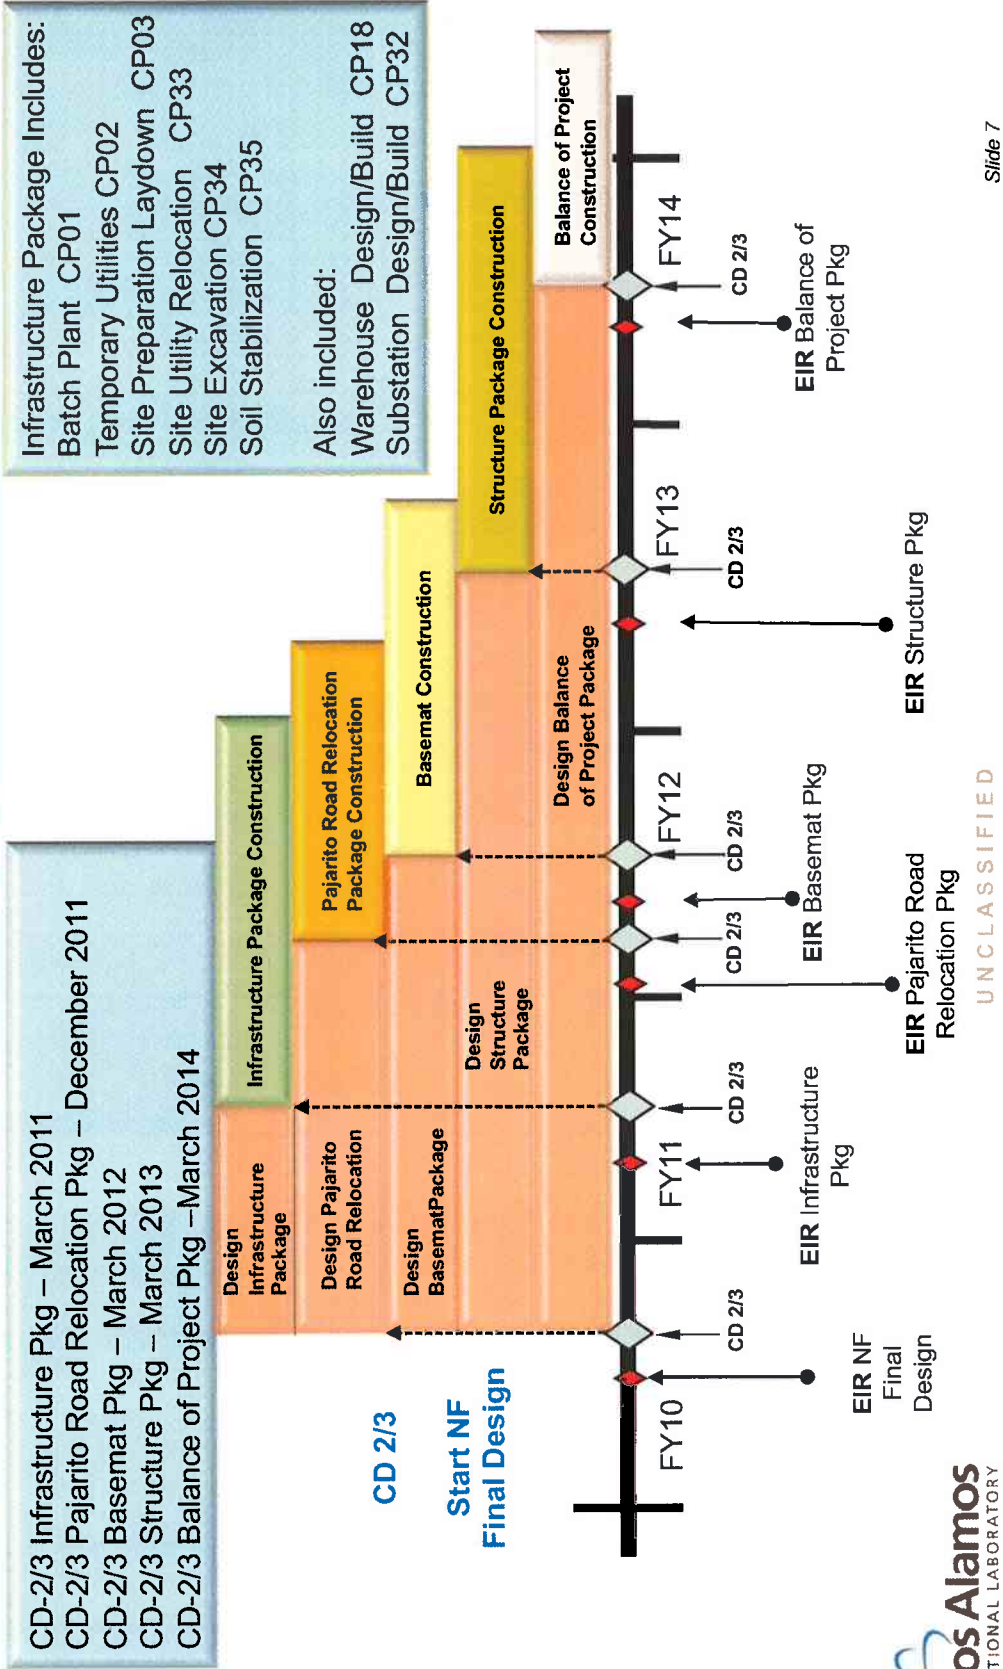 CD-2/3 Infrastructure Pkg – March 2011
CD-2/3 Pajarito Road Relocation Pkg – December 2011
CD-2/3 Basemat Pkg – March 2012
CD-2/3 Structure Pkg – March 2013
CD-2/3 Balance of Project Pkg –March 2014
Infrastructure Package Includes:
Batch Plant CP01
Temporary Utilities CP02
Site Preparation Laydown CP03
Site Utility Relocation CP33
Site Excavation CP34
Soil Stabilization CP35
Also included:
Warehouse Design/Build CP18
Substation Design/Build CP32
Design
Infrastructure
Package
Infrastructure Package Construction
Design Pajarito
Road Relocation
Pajarito Road Relocation
Package Construction
Design
BasematPackage
Basemat Construction
Design
Structure
Package
Structure Package Construction
Design Balance
of Project Package
Balance of Project
Construction
CD 2/3
Start NF
Final Design
FY10
FY11
FY12
FY13
FY14
CD 2/3
CD 2/3
CD 2/3
CD 2/3
CD 2/3
CD 2/3
EIR NF
Final
Design
EIR Infrastructure
Pkg
EIR Pajarito Road
Relocation Pkg
EIR Basemat Pkg
EIR Structure Pkg
EIR Balance of
Project Pkg
UNCLASSIFIED
Slide 7
os Alamos
TIONAL LABORATORY